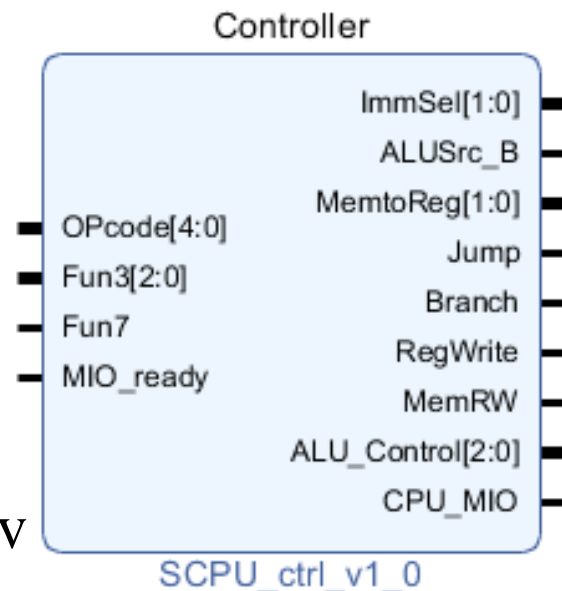 Controller
ImmSel[1:0]
ALUSrc_B
MemtoReg[1:0]
OPcode[4:0]
Jump
Fun3[2:0]
Branch
Fun7
RegWrite
MIO_ready
MemRW
ALU_Control[2:0]
CPU_MIO
v
SCPU_ctrl_v1_0